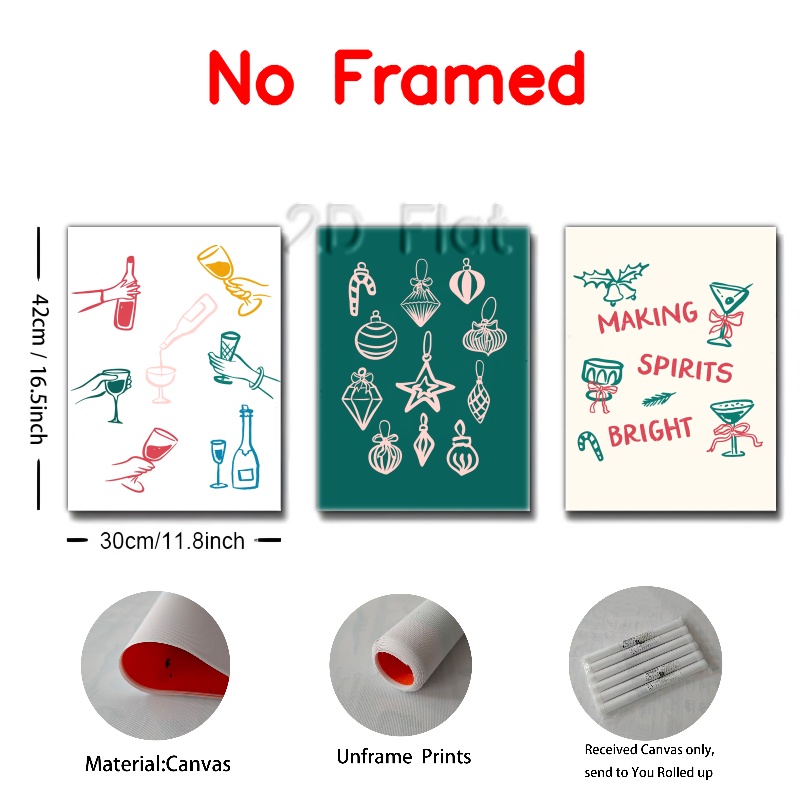 No Framed
2D Flat
42cm / 16.5inch
MAKING
SPIRITS
BRIGHT
30cm/11.8inch
Material:Canvas
Unframe Prints
Received Canvas only,
send to You Rolled up